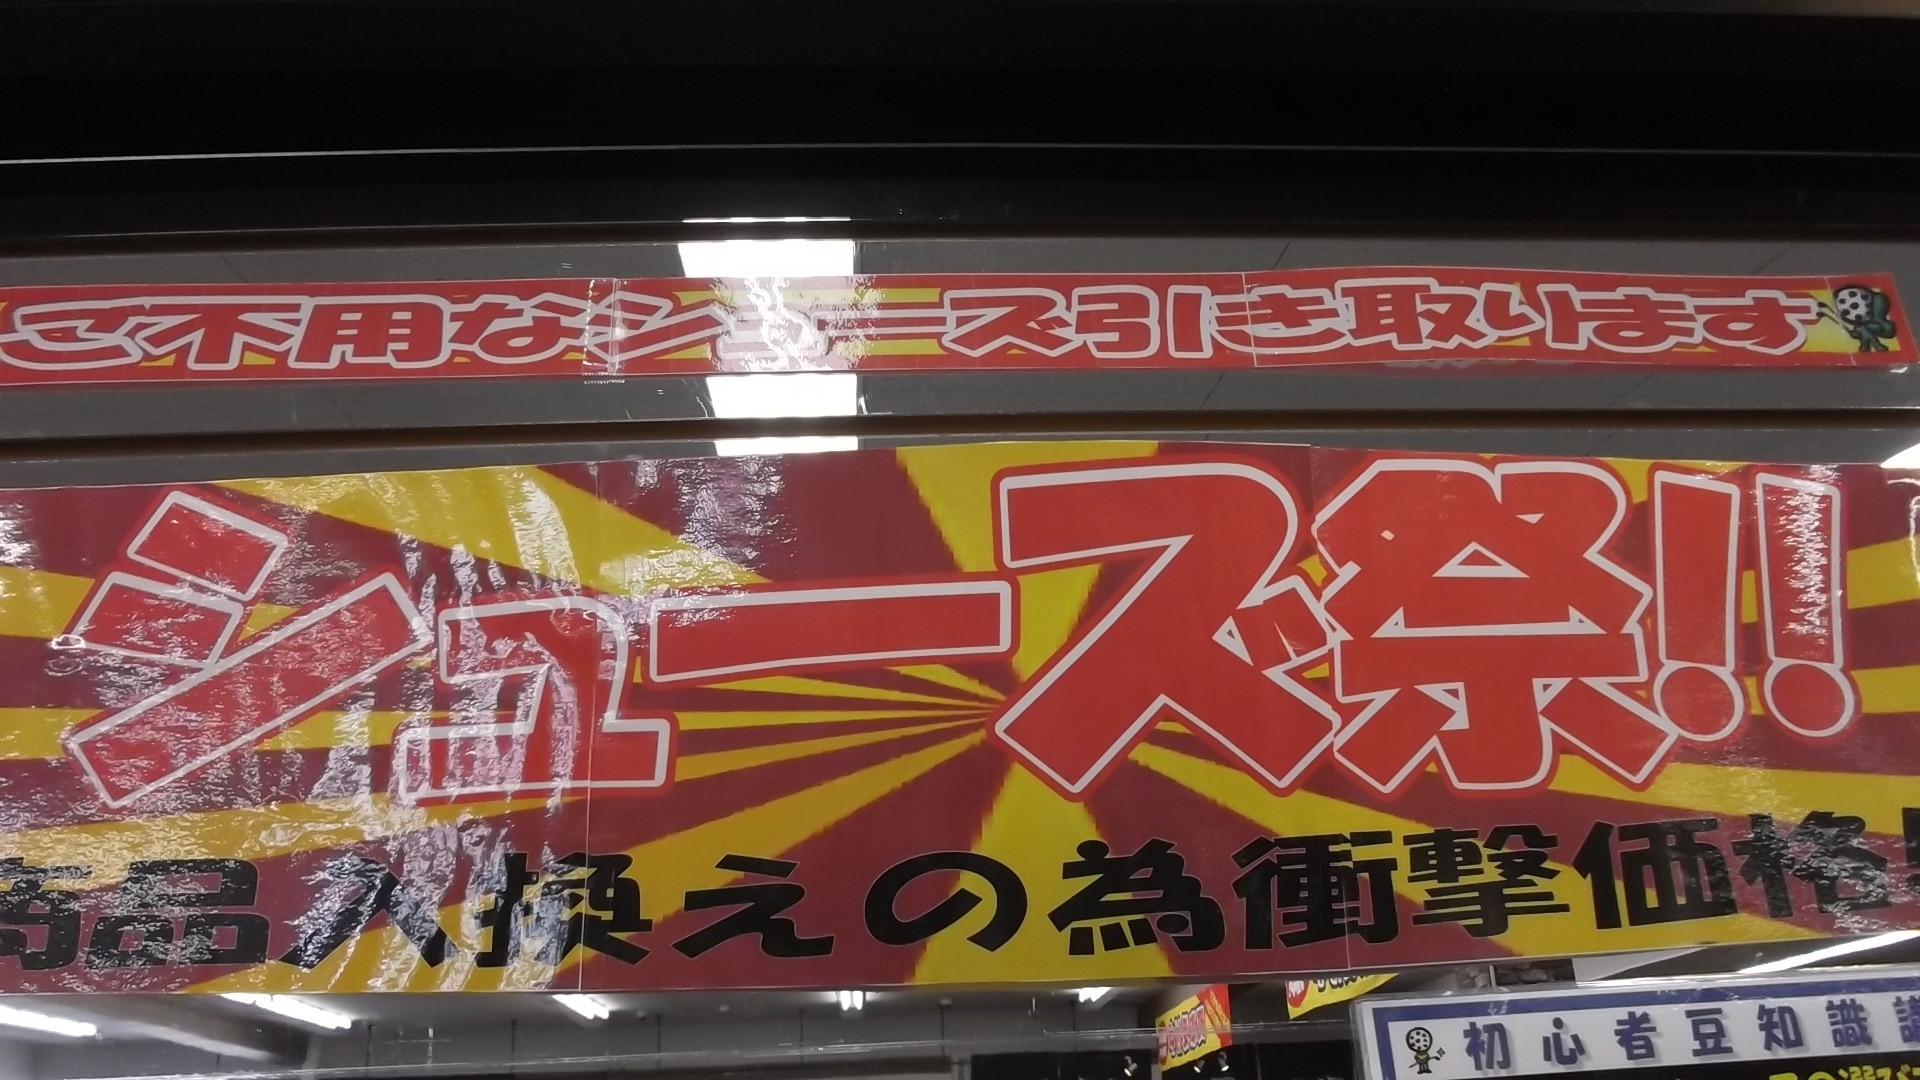 ご不用なシューズ引き取ります
シューズ祭!!
商品入換えの為衝撃価格!
初心者豆知識